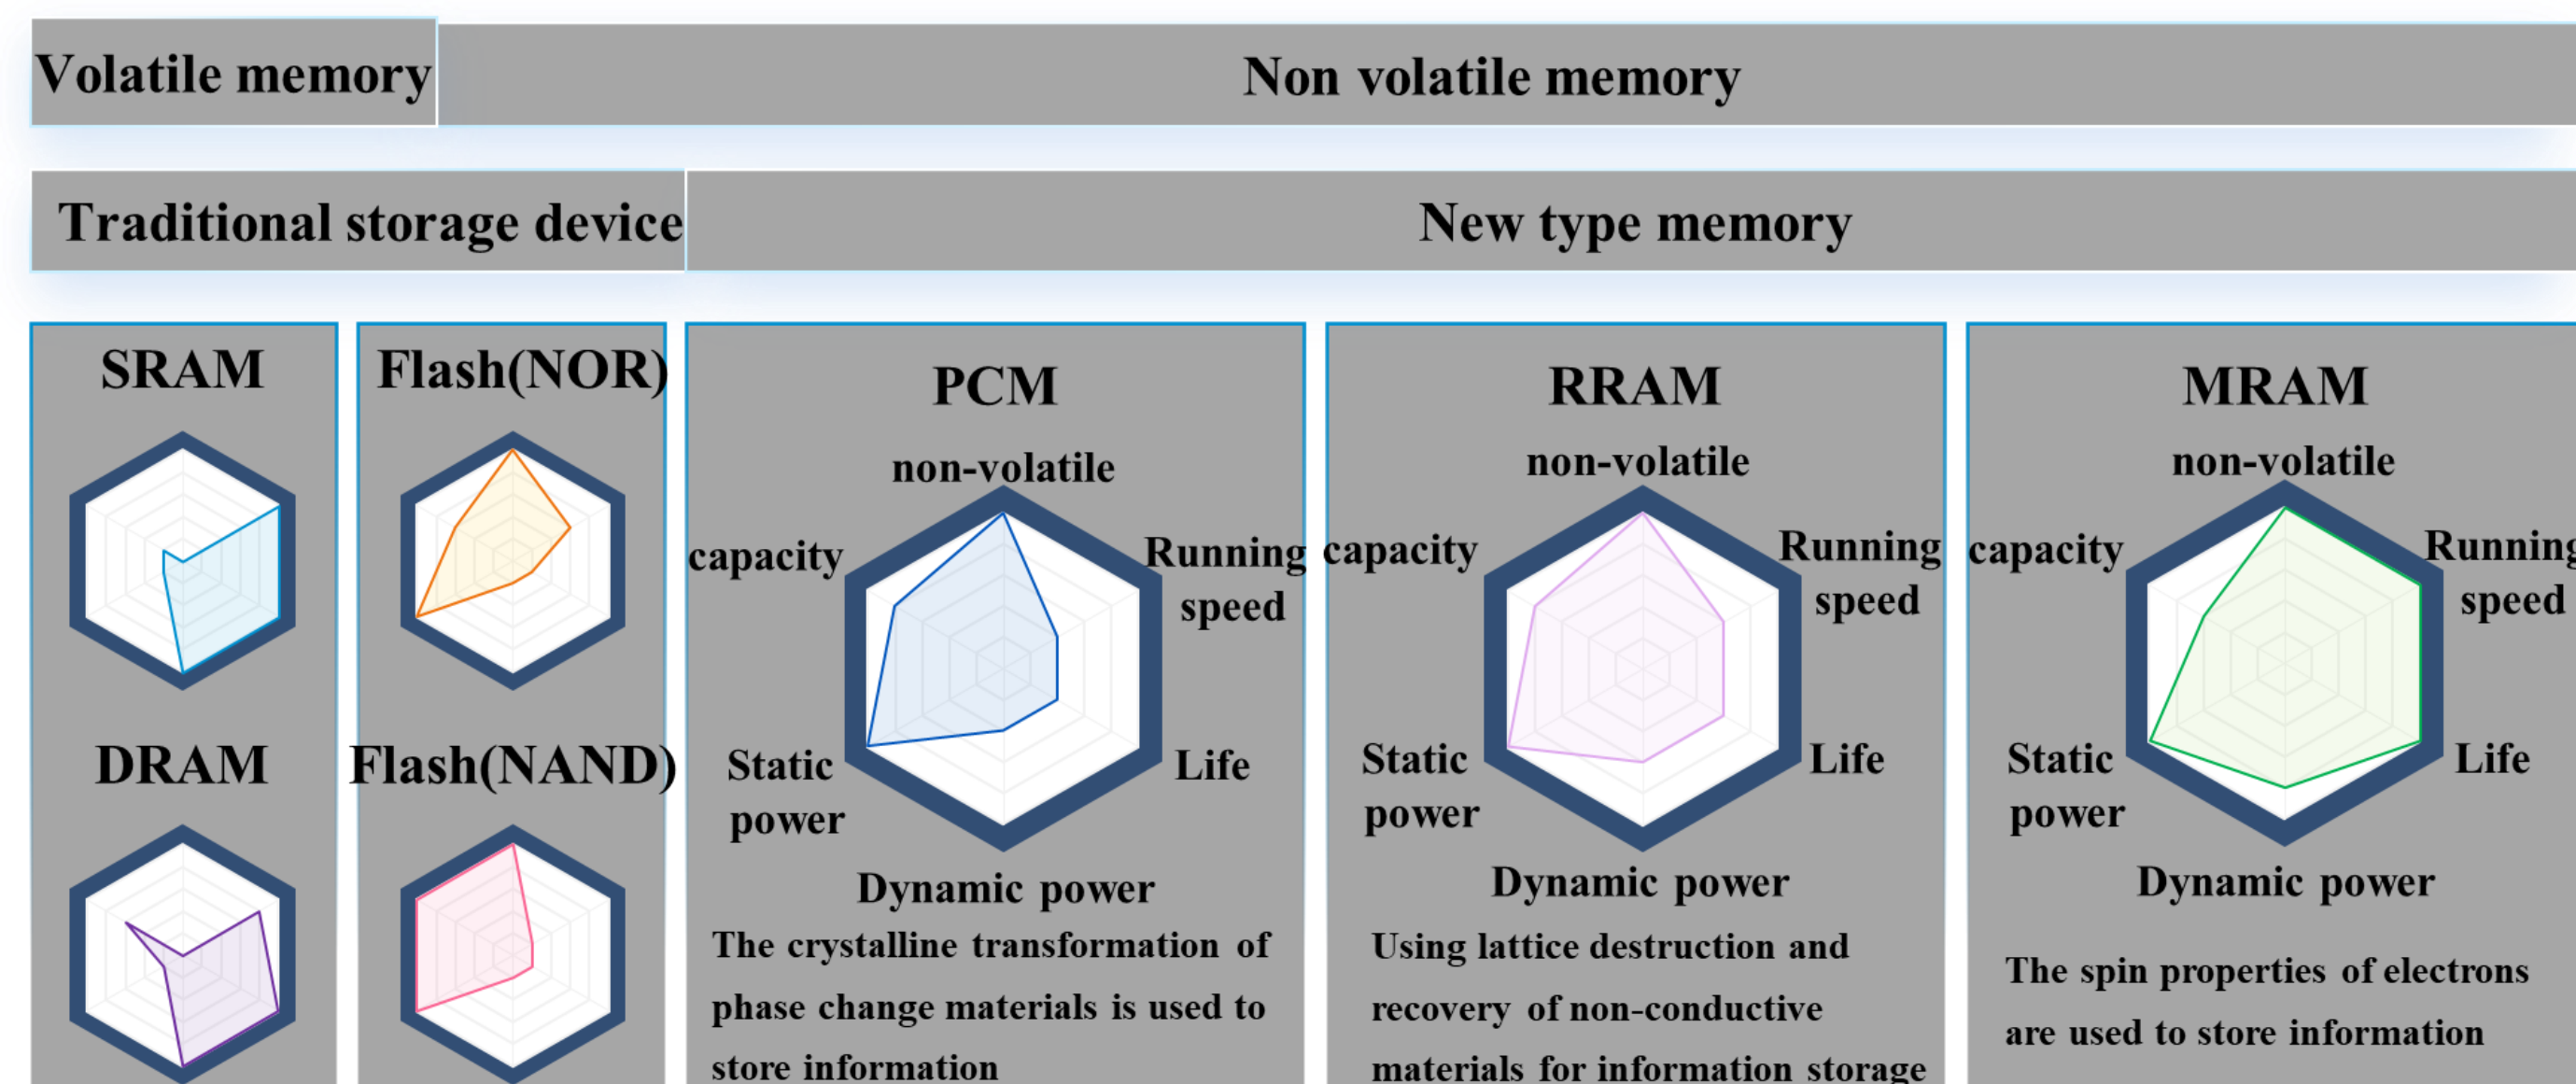 Volatile memory
Non volatile memory
Traditional storage device
New type memory
SRAM
DRAM
Flash(NOR)
Flash(NAND)
PCM
non-volatile
capacity
Running
speed
Static
power
Life
Dynamic power
The crystalline transformation of
phase change materials is used to
store information
RRAM
non-volatile
capacity
Running
speed
Static
power
Life
Dynamic power
Using lattice destruction and
recovery of non-conductive
materials for information storage
MRAM
non-volatile
capacity
Running
speed
Static
power
Life
Dynamic power
The spin properties of electrons
are used to store information